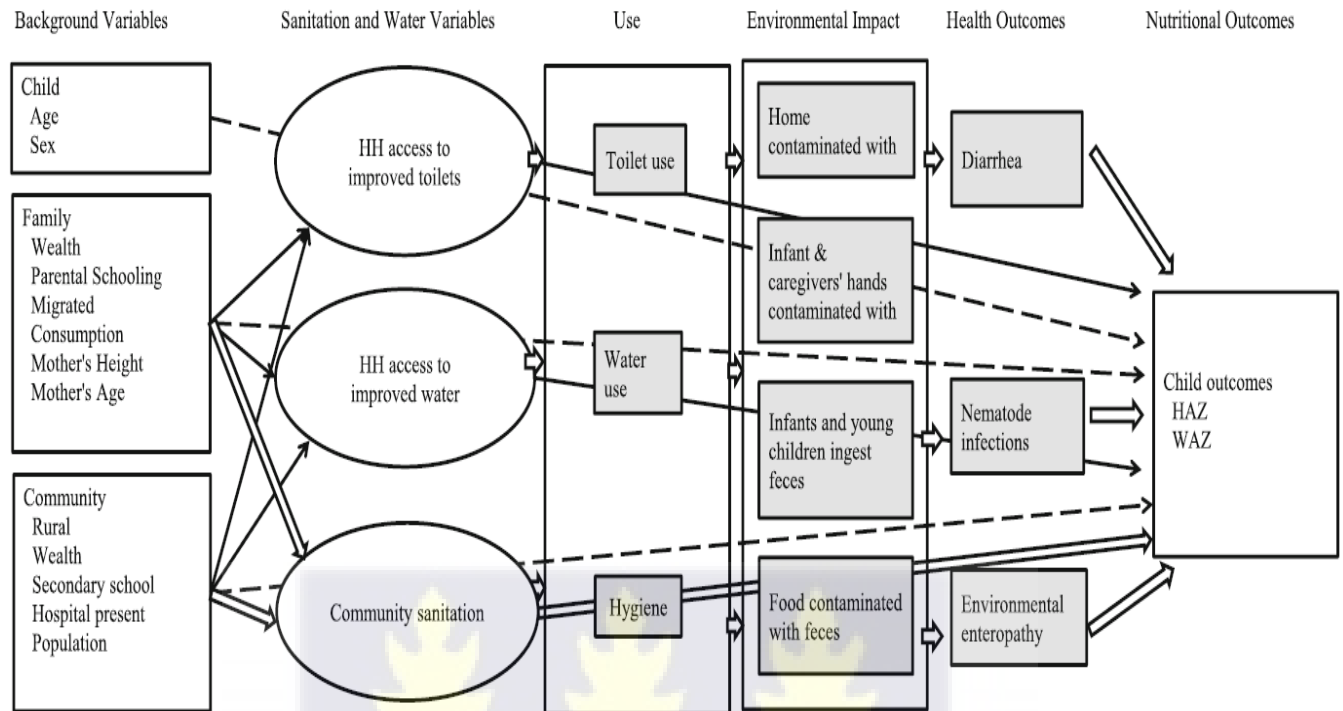 Background Variables
Sanitation and Water Variables
Use
Environmental Impact
Health Outcomes
Nutritional Outcomes
Child
Age
Sex
Family
Wealth
Parental Schooling
Migrated
Consumption
Mother's Height
Mother's Age
Community
Rural
Wealth
Secondary school
Hospital present
Population
HH access to
improved toilets
HH access to
improved water
Community sanitation
Toilet use
Water
use
Hygiene
Home
contaminated with
Infant &
caregivers' hands
contaminated with
Infants and young
children ingest
feces
Food contaminated
with feces
Diarrhea
Nematode
infections
Environmental
enteropathy
Child outcomes
HAZ
WAZ